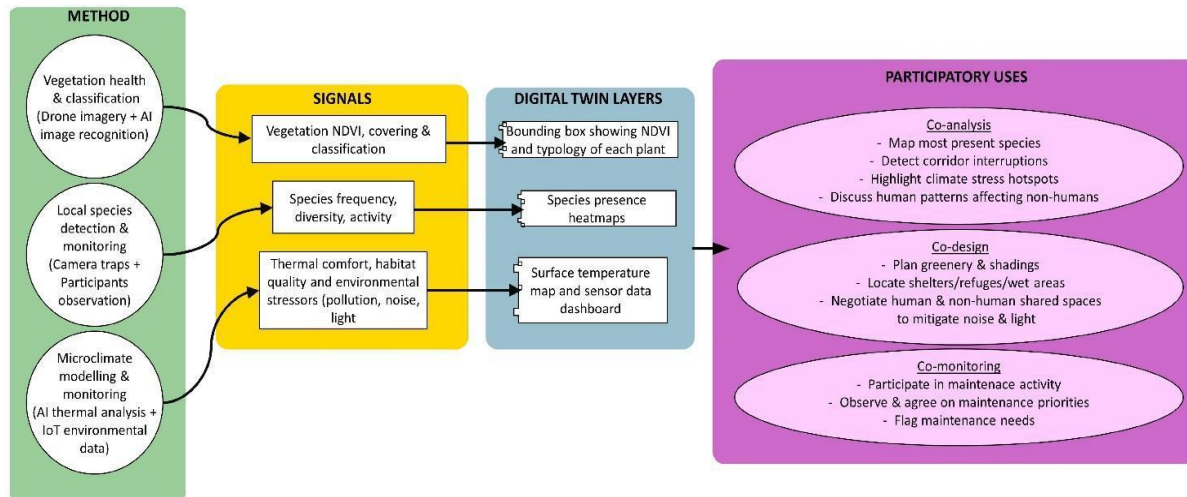 METHOD
Vegetation health
& classification
(Drone imagery + AI
image recognition)
Local species
detection &
monitoring
(Camera traps +
Participants
observation)
Microclimate
modelling &
monitoring
(AI thermal analysis +
IoT environmental
data)
SIGNALS
Vegetation NDVI, covering &
classification
Species frequency,
diversity, activity
Thermal comfort, habitat
quality and environmental
stressors (pollution, noise,
light
DIGITAL TWIN LAYERS
Bounding box showing NDVI
and typology of each plant
Species presence
heatmaps
Surface temperature
map and sensor data
dashboard
PARTICIPATORY USES
Co-analysis
- Map most present species
- Detect corridor interruptions
- Highlight climate stress hotspots
- Discuss human patterns affecting non-humans
Co-design
- Plan greenery & shadings
- Locate shelters/refuges/wet areas
- Negotiate human & non-human shared spaces
to mitigate noise & light
Co-monitoring
- Participate in maintenace activity
- Observe & agree on maintenance priorities
- Flag maintenance needs